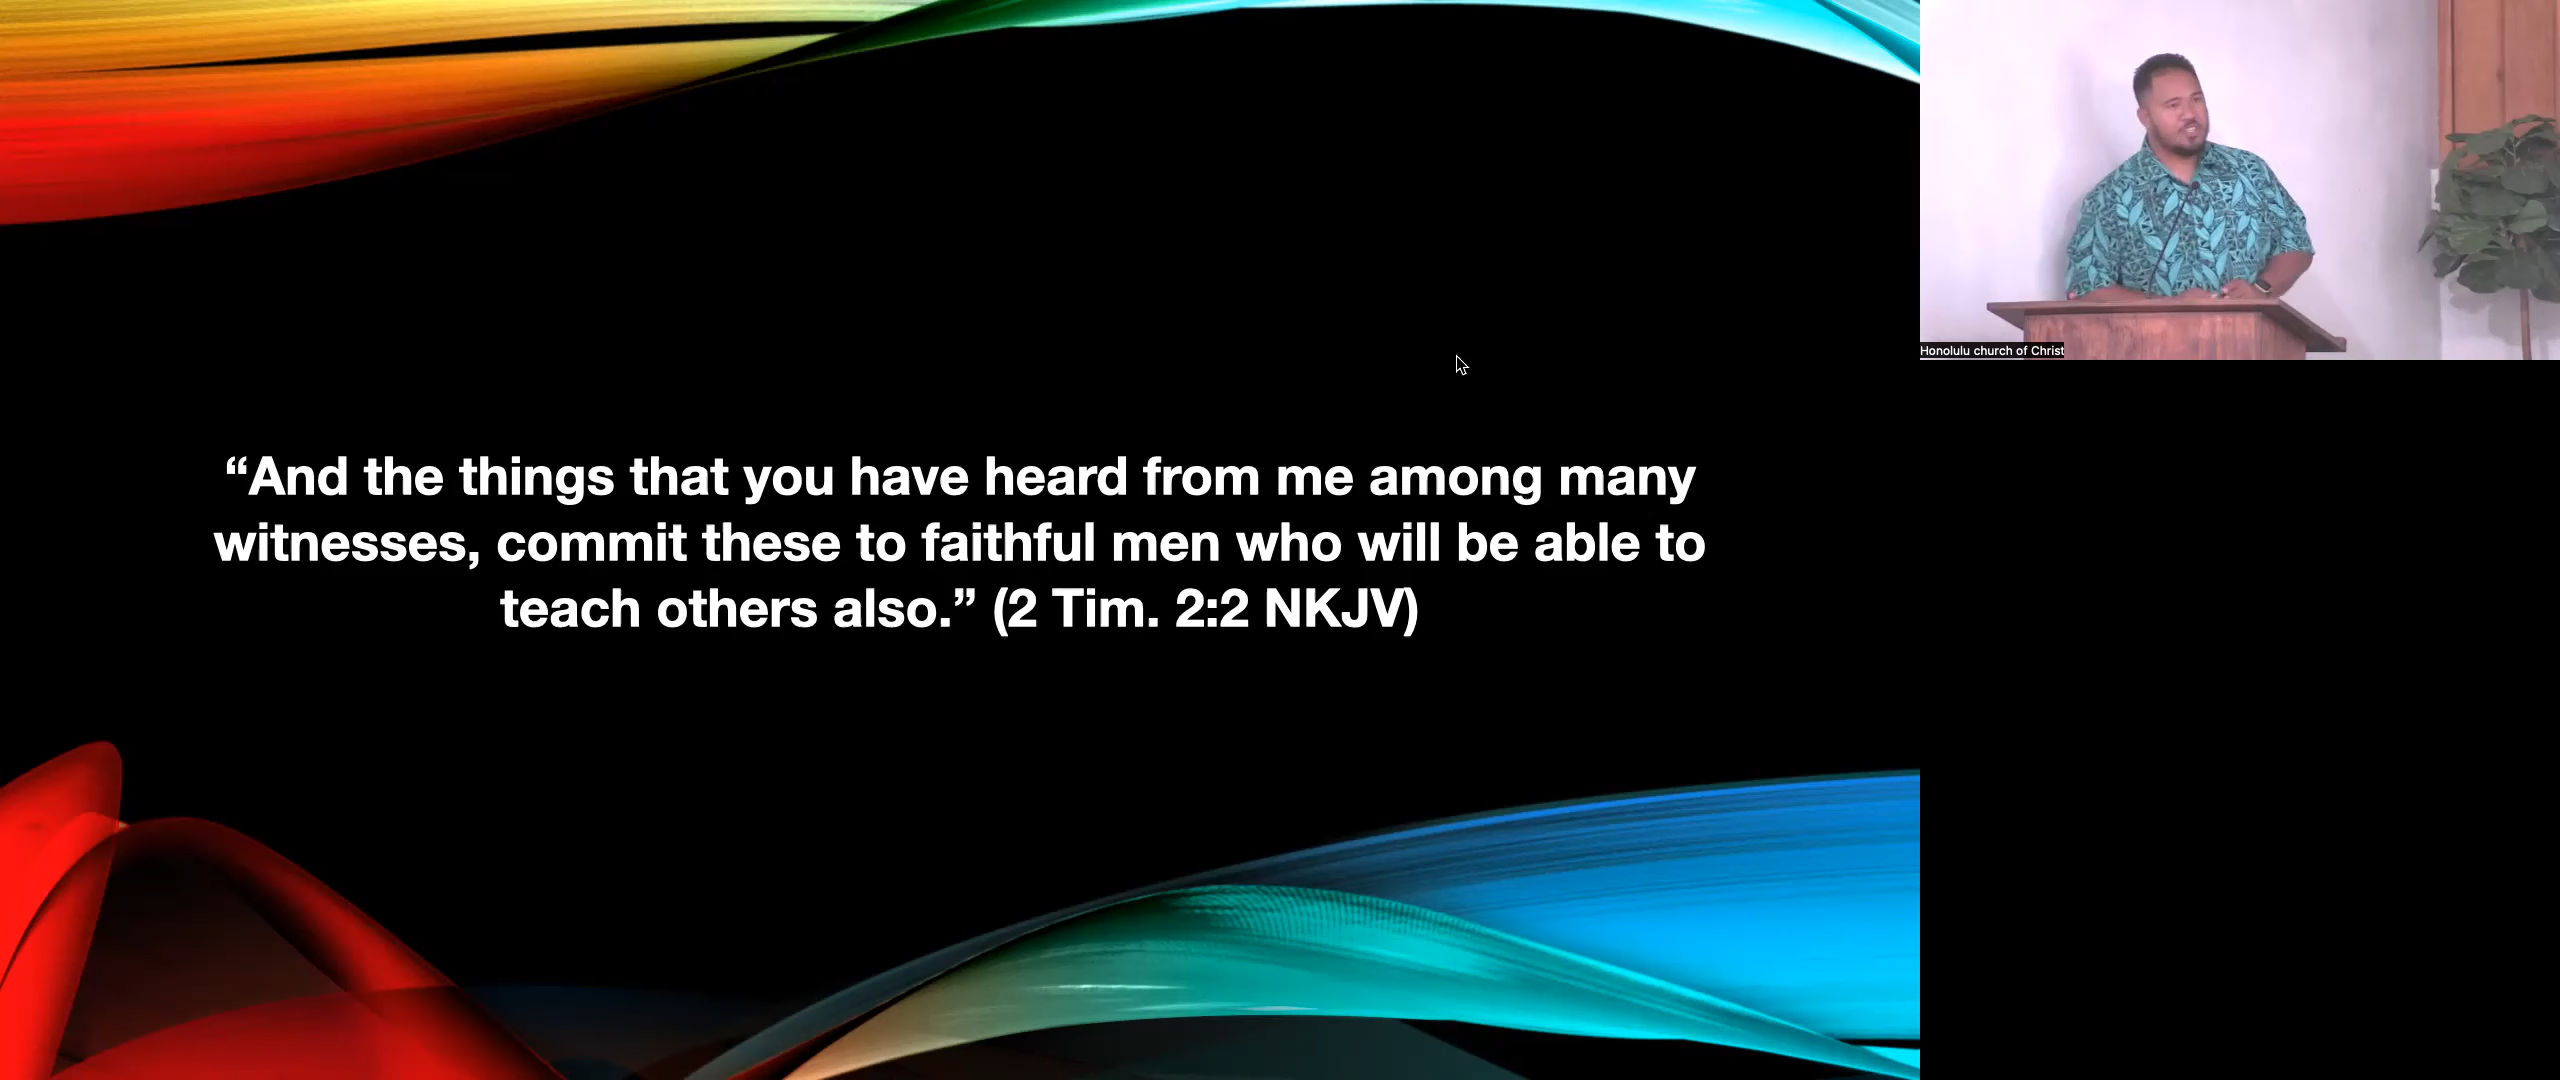 “And the things that you have heard from me among many
witnesses, commit these to faithful men who will be able to
teach others also.” (2 Tim. 2:2 NKJV)
Honolulu church of Christ